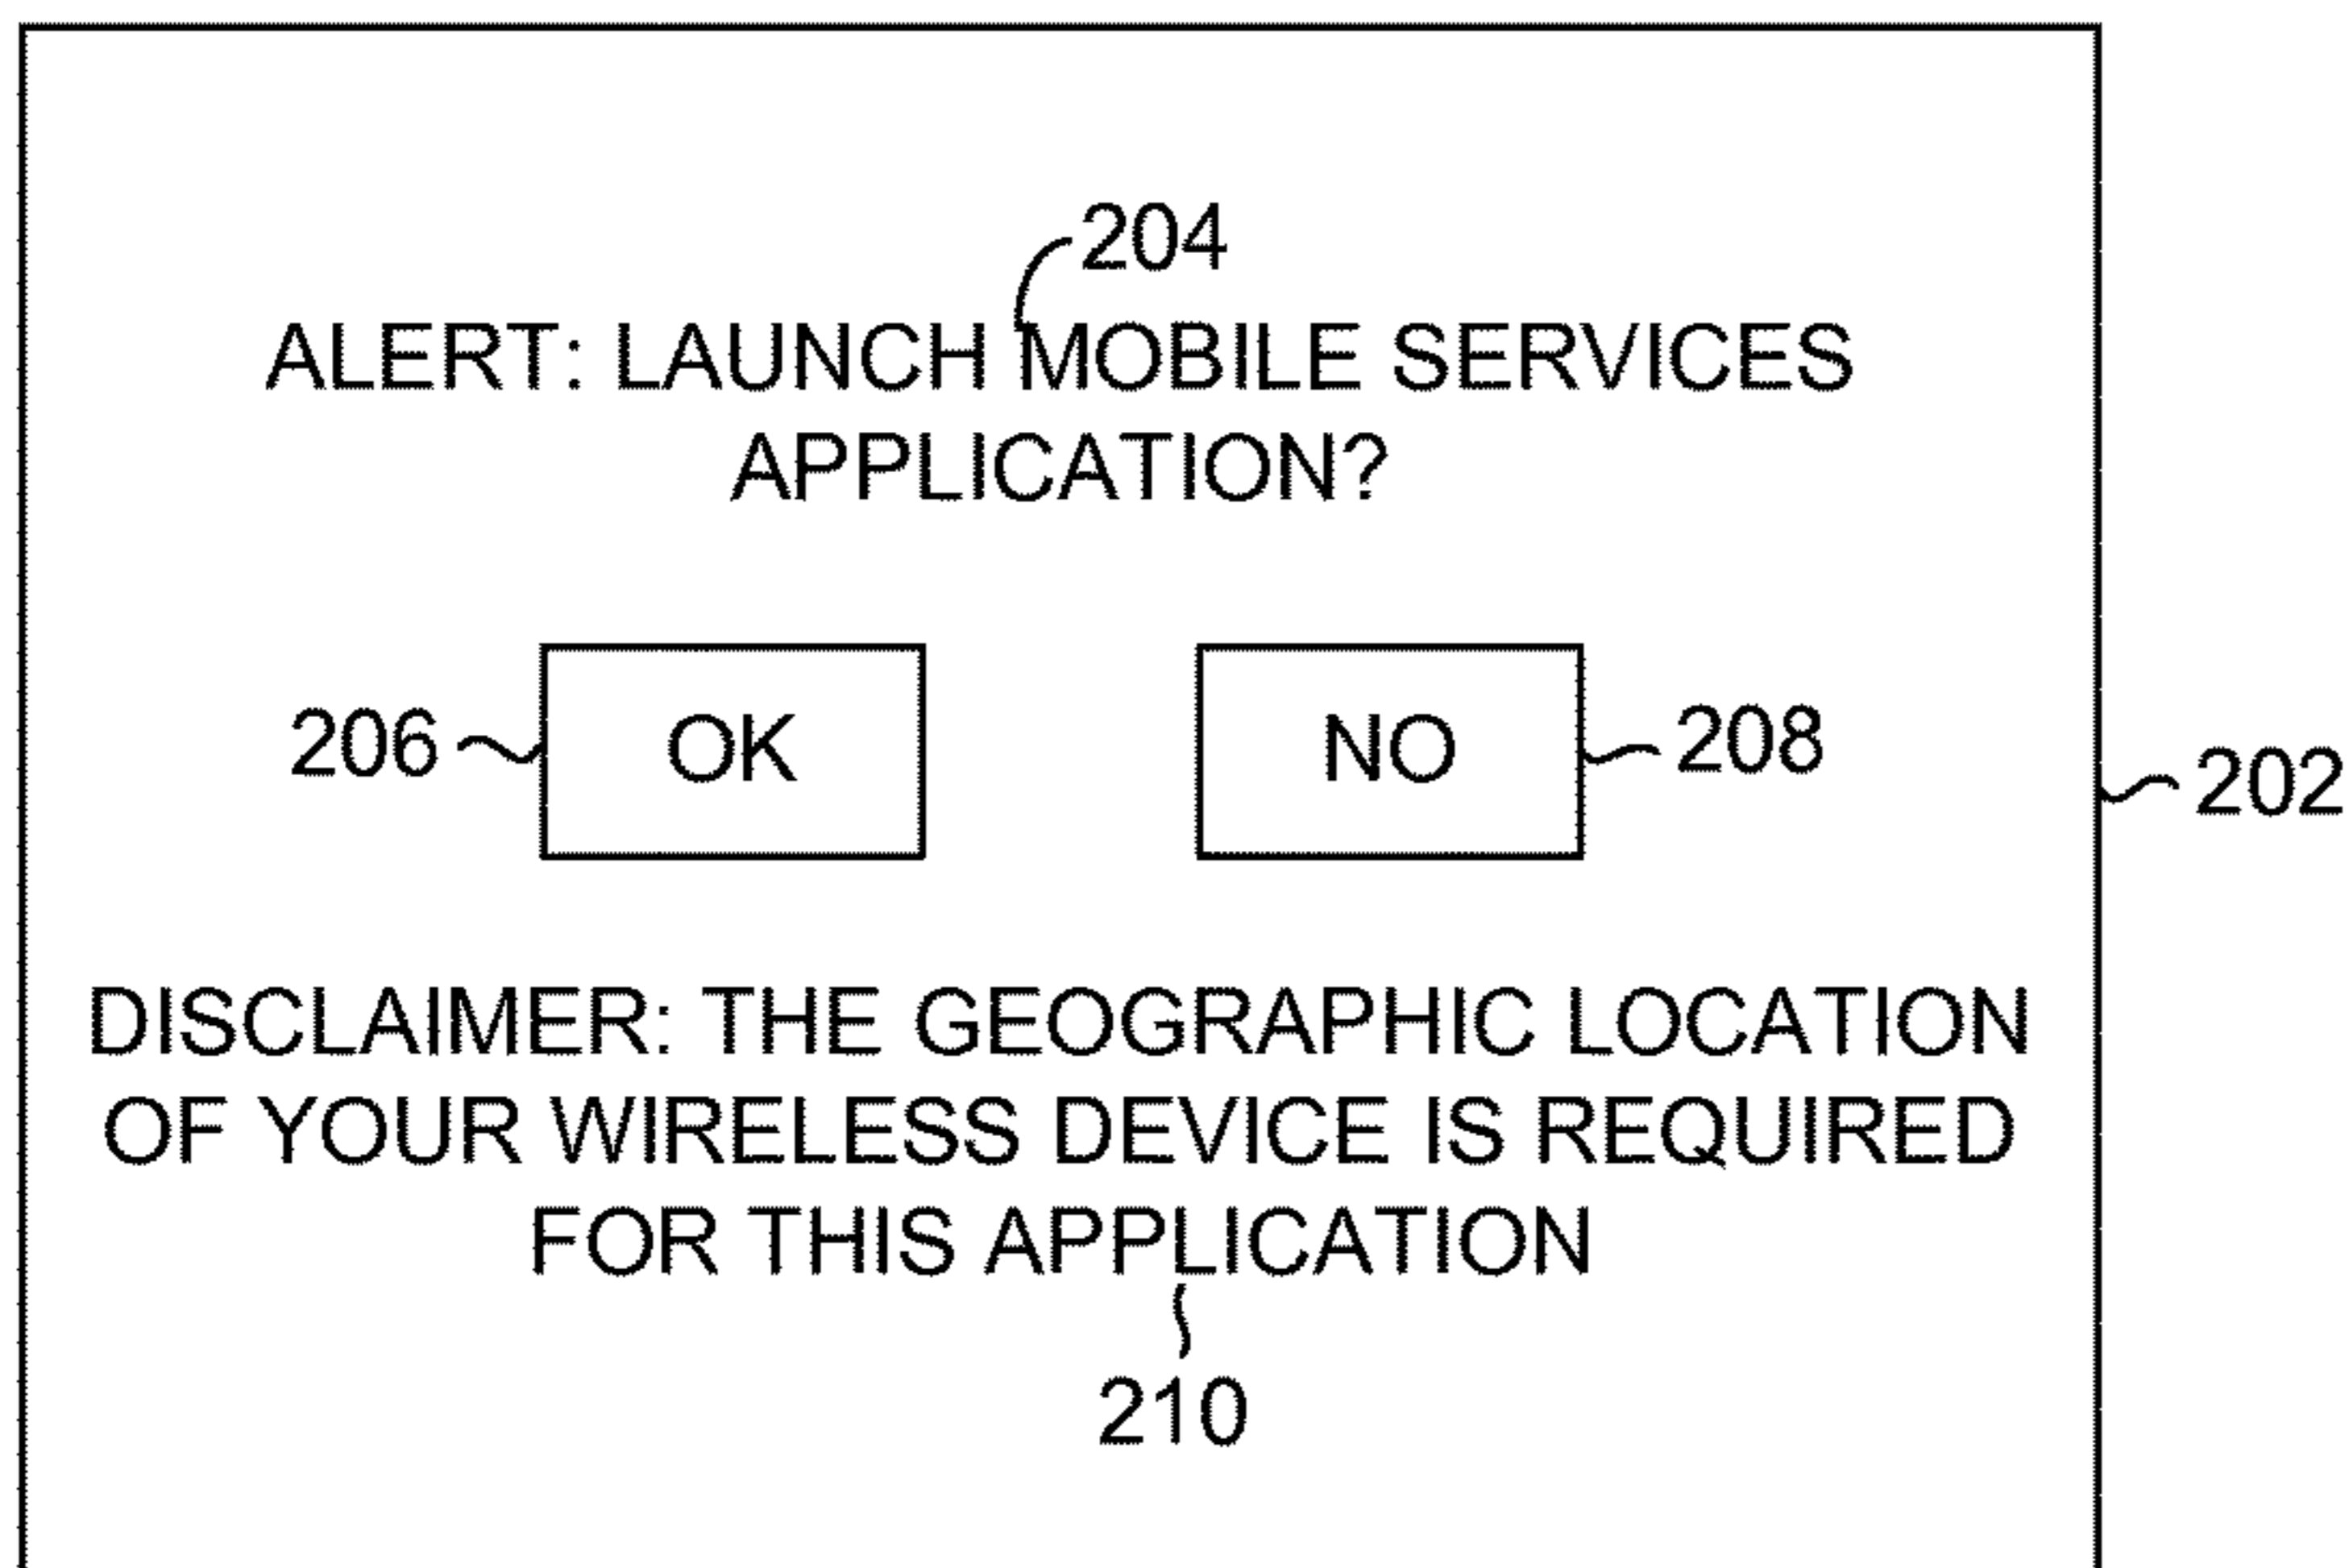 204
ALERT: LAUNCH MOBILE SERVICES
APPLICATION?
206 OK NO 208
202
DISCLAIMER: THE GEOGRAPHIC LOCATION
OF YOUR WIRELESS DEVICE IS REQUIRED
FOR THIS APPLICATION
210